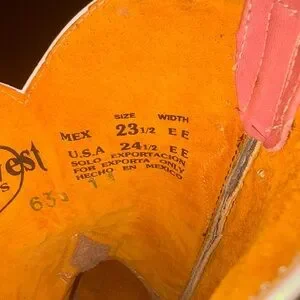 SIZE WIDTH
MEX 23 1/2 EE
U.S.A 24 1/2 EE
SOLO EXPORTACION
FOR EXPORTA ONLY
HECHO EN MEXICO
est